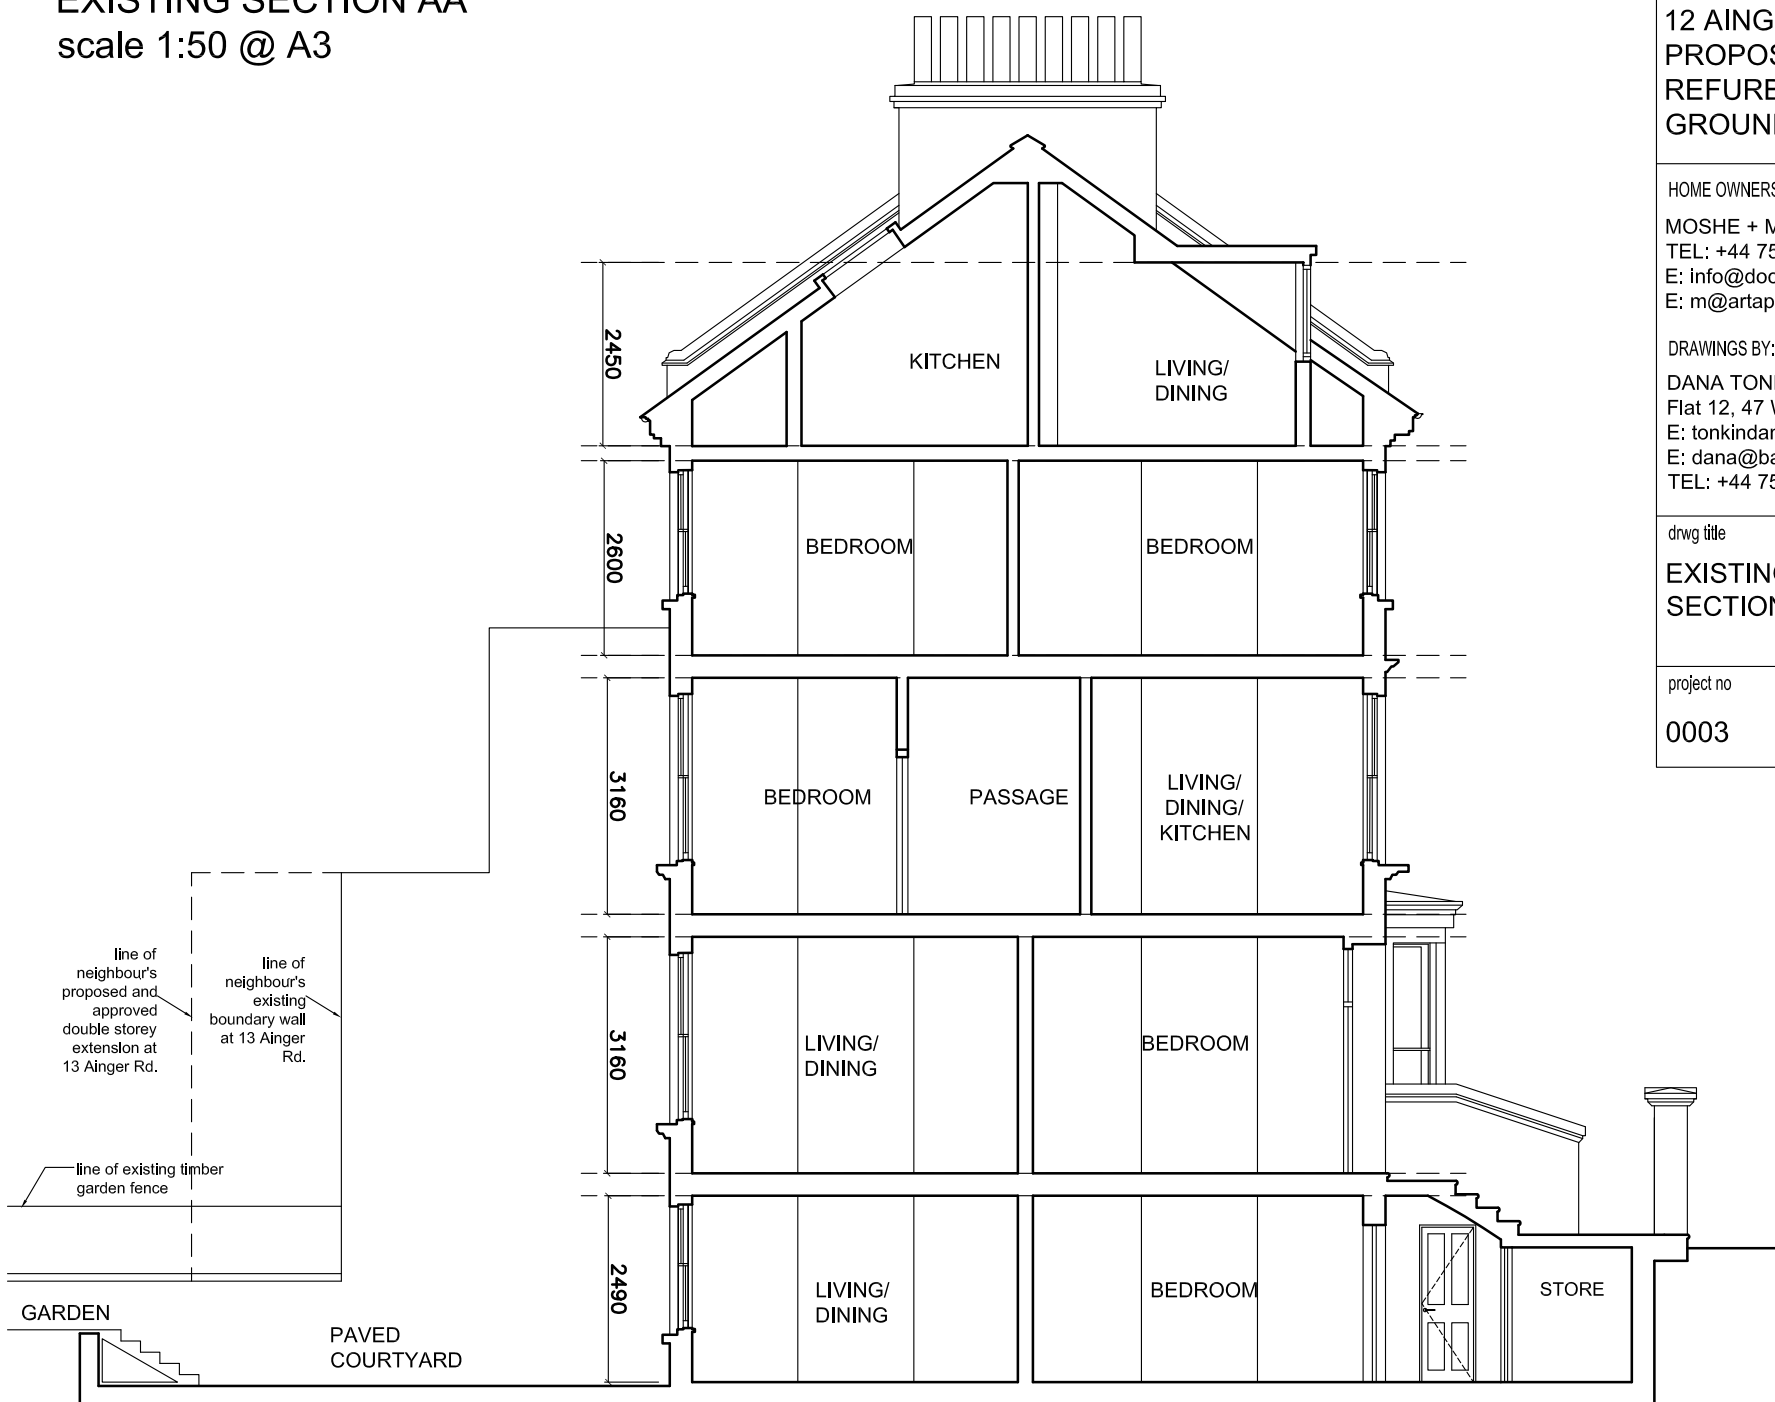 EXISTING SECTION AA
scale 1:50 @ A3
12 AING
PROPOS
REFURE
GROUN
HOME OWNERS
MOSHE + M
TEL: +44 75
E: info@doo
E: m@artap
DRAWINGS BY:
DANA TON
Flat 12, 47
E: tonkindar
E: dana@ba
TEL: +44 75
drwg title
EXISTING
SECTION
project no
0003
2450
KITCHEN
LIVING/
DINING
2600
BEDROOM
BEDROOM
3160
BEDROOM
PASSAGE
LIVING/
DINING/
KITCHEN
line of
neighbour's
proposed and
approved
double storey
extension at
13 Ainger Rd.
line of
neighbour's
existing
boundary wall
at 13 Ainger
Rd.
3160
LIVING/
DINING
BEDROOM
line of existing timber
garden fence
2490
LIVING/
DINING
BEDROOM
STORE
GARDEN
PAVED
COURTYARD